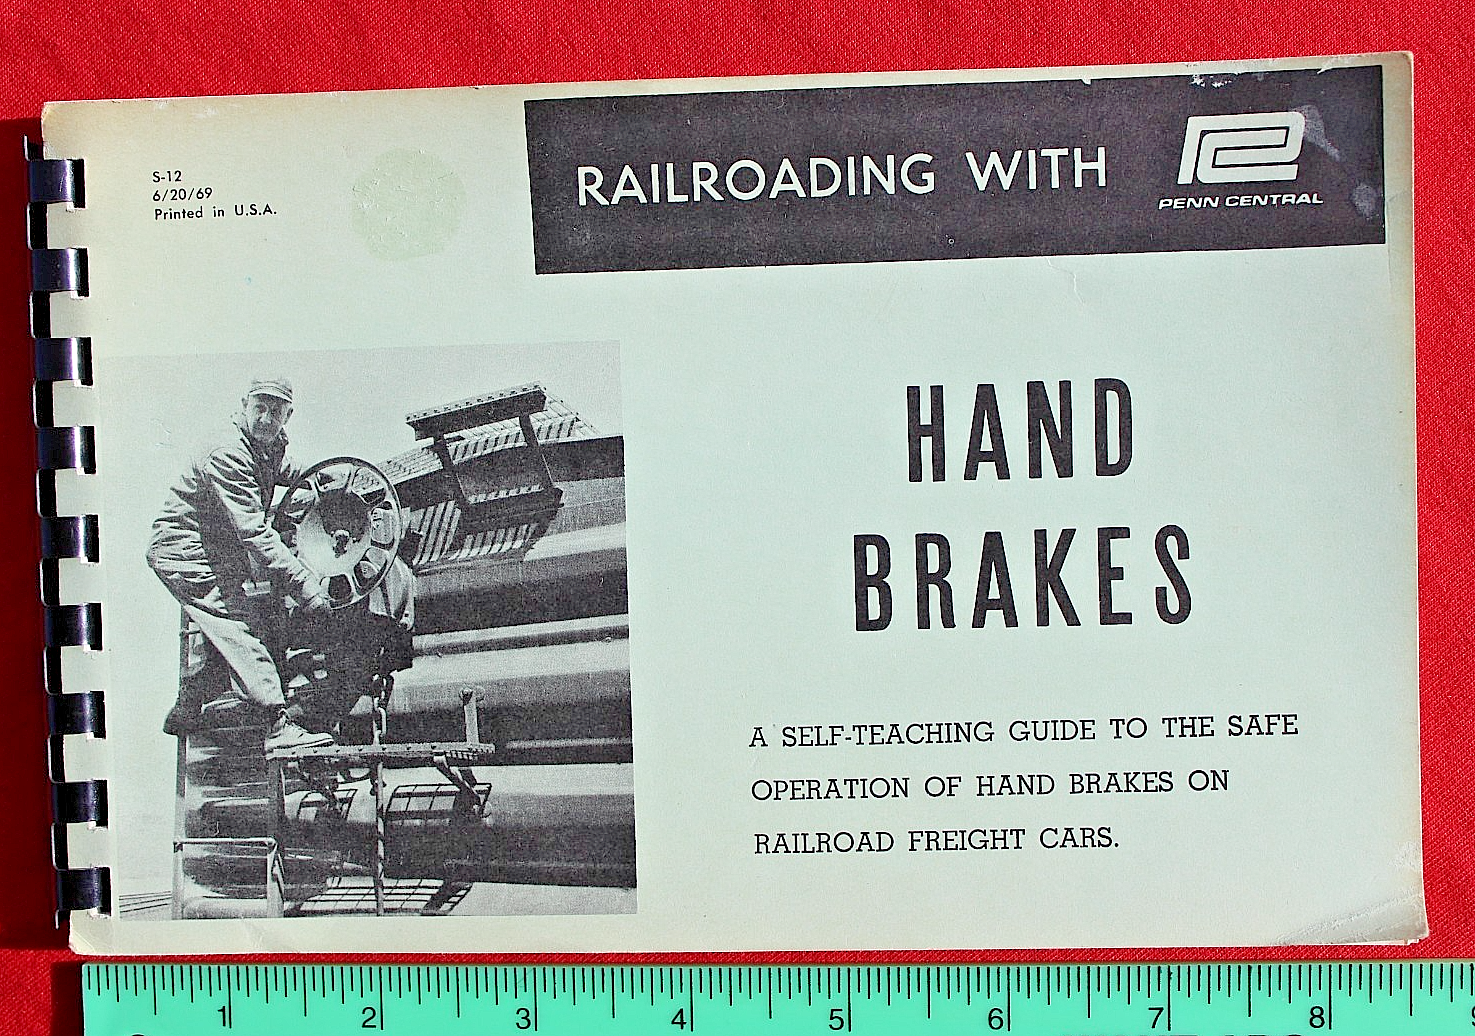 S-12
6/20/69
Printed in U.S.A.
RAILROADING WITH
PENN CENTRAL
HAND
BRAKES
A SELF-TEACHING GUIDE TO THE SAFE
OPERATION OF HAND BRAKES ON
RAILROAD FREIGHT CARS.
1 2 3 4 5 6 7 8